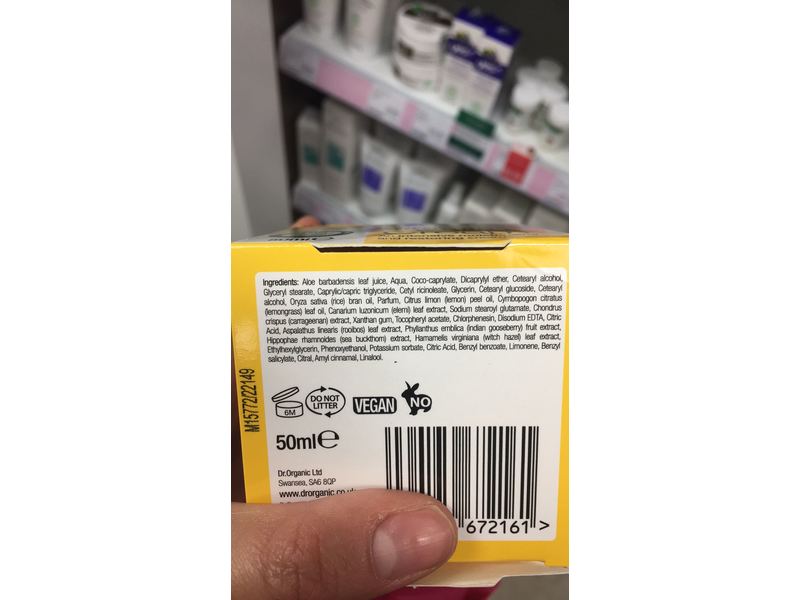 and restoring
Ingredients: Aloe barbadensis leaf juice, Aqua, Coco-caprylate, Dicaprylyl ether, Cetearyl alcohol,
Glyceryl stearate, Caprylic/capric triglyceride, Cetyl ricinoleate, Glycerin, Cetearyl glucoside, Cetearyl
alcohol, Oryza sativa (rice) bran oil, Parfum, Citrus limon (lemon) peel oil, Cymbopogon citratus
(lemongrass) leaf oil, Canarium luzonicum (elemi) leaf extract, Sodium stearoyl glutamate, Chondrus
crispus (carrageenan) extract, Xanthan gum, Tocopheryl acetate, Chlorphenesin, Disodium EDTA, Citric
Acid, Aspalathus linearis (rooibos) leaf extract, Phyllanthus emblica (indian gooseberry) fruit extract,
Hippophae rhamnoides (sea buckthorn) extract, Hamamelis virginiana (witch hazel) leaf extract,
Ethylhexylglycerin, Phenoxyethanol, Potassium sorbate, Citric Acid, Benzyl benzoate, Limonene, Benzyl
salicylate, Citral, Amyl cinnamal, Linalool.
M15772/22149
6M
DO NOT
LITTER
VEGAN
NO
50ml℮
Dr.Organic Ltd
Swansea, SA6 8QP
www.drorganic.co.uk
672161 >